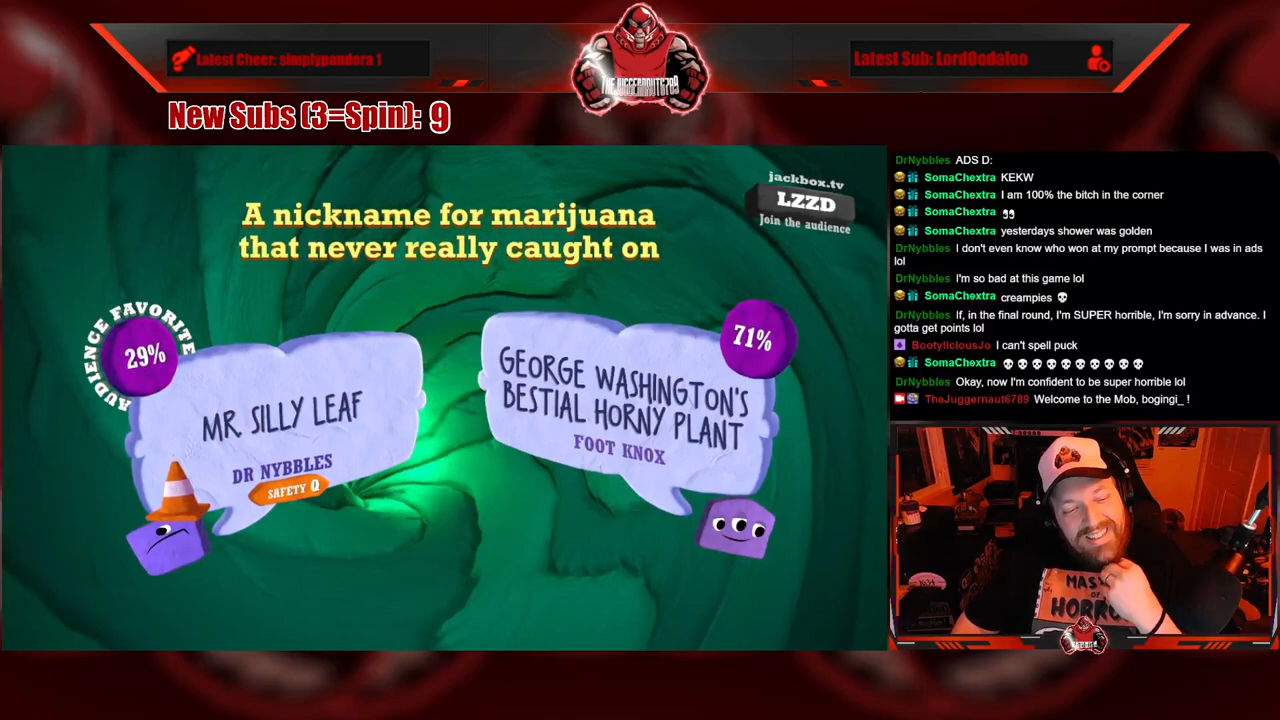 Latest Cheer: simplypandora 1
THEJUGGERNAUT6789
Latest Sub: LordOodaloo
New Subs (3=Spin): 9
jackbox.tv
LZZD
Join the audience
A nickname for marijuana
that never really caught on
AUDIENCE FAVORITE
29%
MR. SILLY LEAF
DR NYBBLES
SAFETY Q
71%
GEORGE WASHINGTON'S
BESTIAL HORNY PLANT
FOOT KNOX
DrNybbles ADS D:
SomaChextra KEKW
SomaChextra I am 100% the bitch in the corner
SomaChextra 👀
SomaChextra yesterdays shower was golden
DrNybbles I don't even know who won at my prompt because I was in ads
lol
DrNybbles I'm so bad at this game lol
SomaChextra creampies 💀
DrNybbles If, in the final round, I'm SUPER horrible, I'm sorry in advance. I
gotta get points lol
BootyliciousJo I can't spell puck
SomaChextra 💀💀💀💀💀💀💀💀💀💀
DrNybbles Okay, now I'm confident to be super horrible lol
TheJuggernaut6789 Welcome to the Mob, bogingi_ !
OF